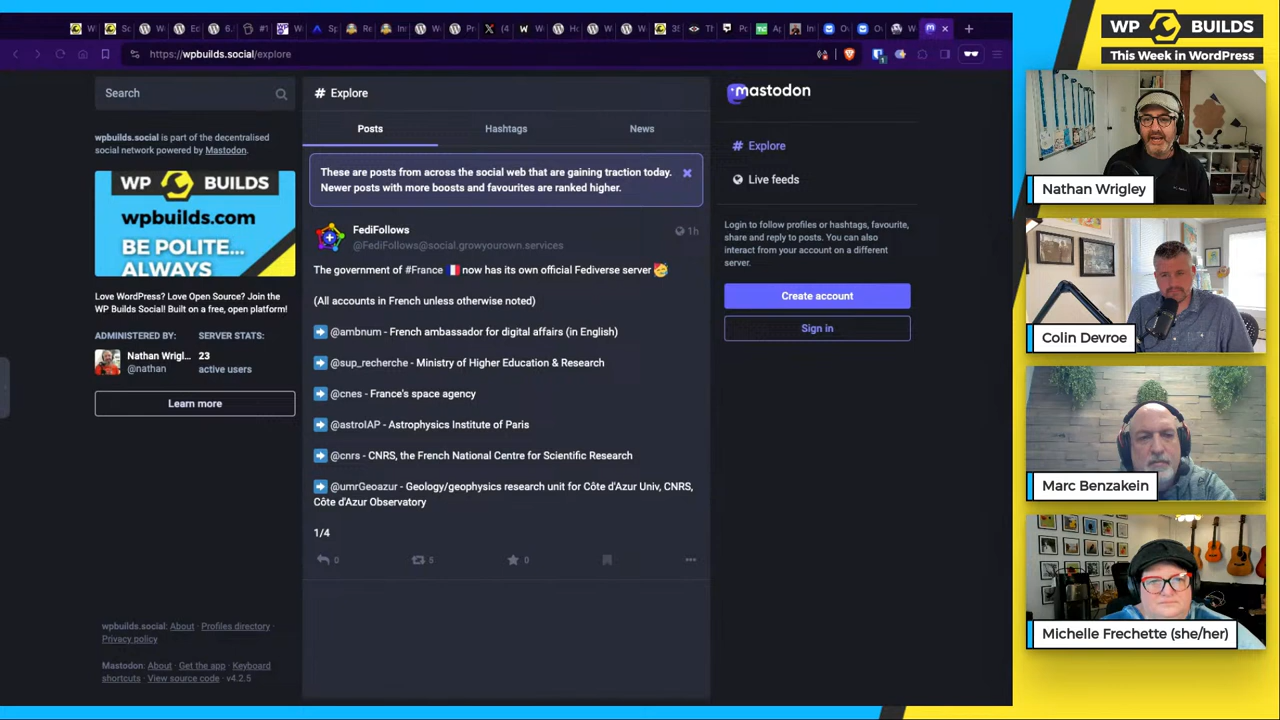 https://wpbuilds.social/explore
Search
wpbuilds.social is part of the decentralised
social network powered by Mastodon.
WP BUILDS
wpbuilds.com
BE POLITE...
ALWAYS
Love WordPress? Love Open Source? Join the
WP Builds Social! Built on a free, open platform!
ADMINISTERED BY:
Nathan Wrigl...
@nathan
SERVER STATS:
23
active users
Learn more
wpbuilds.social: About · Profiles directory ·
Privacy policy
Mastodon: About · Get the app · Keyboard
shortcuts · View source code · v4.2.5
# Explore
Posts
Hashtags
News
These are posts from across the social web that are gaining traction today.
Newer posts with more boosts and favourites are ranked higher.
FediFollows
@FediFollows@social.growyourown.services
1h
The government of #France 🇫🇷 now has its own official Fediverse server 🥳
(All accounts in French unless otherwise noted)
➡️ @ambnum - French ambassador for digital affairs (in English)
➡️ @sup_recherche - Ministry of Higher Education & Research
➡️ @cnes - France's space agency
➡️ @astroIAP - Astrophysics Institute of Paris
➡️ @cnrs - CNRS, the French National Centre for Scientific Research
➡️ @umrGeoazur - Geology/geophysics research unit for Côte d'Azur Univ, CNRS,
Côte d'Azur Observatory
1/4
0
5
0
mastodon
# Explore
Live feeds
Login to follow profiles or hashtags, favourite,
share and reply to posts. You can also
interact from your account on a different
server.
Create account
Sign in
WP BUILDS
This Week in WordPress
Nathan Wrigley
Colin Devroe
Marc Benzakein
Michelle Frechette (she/her)